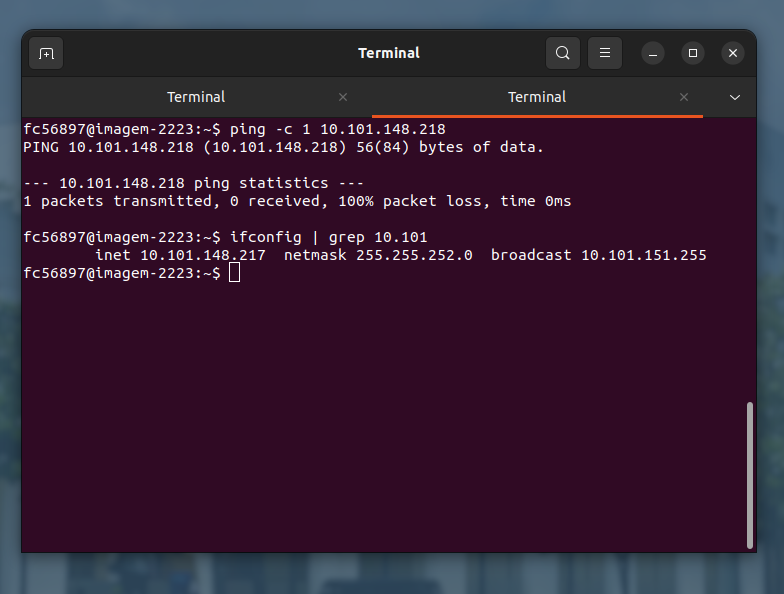 Terminal
Terminal
Terminal
fc56897@imagem-2223:~$ ping -c 1 10.101.148.218
PING 10.101.148.218 (10.101.148.218) 56(84) bytes of data.
--- 10.101.148.218 ping statistics ---
1 packets transmitted, 0 received, 100% packet loss, time 0ms
fc56897@imagem-2223:~$ ifconfig | grep 10.101
inet 10.101.148.217  netmask 255.255.252.0  broadcast 10.101.151.255
fc56897@imagem-2223:~$